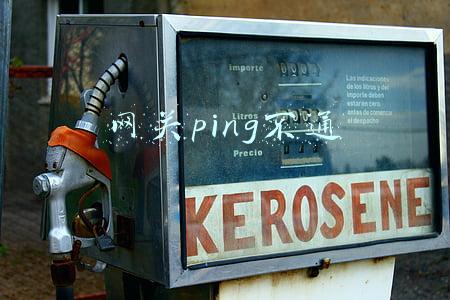 Importe
Las indicaciones
de los litros y del
importe deben
estar en cero
antes de comenzar
el despacho
网关ping不通
Litros
Precio
KEROSENE